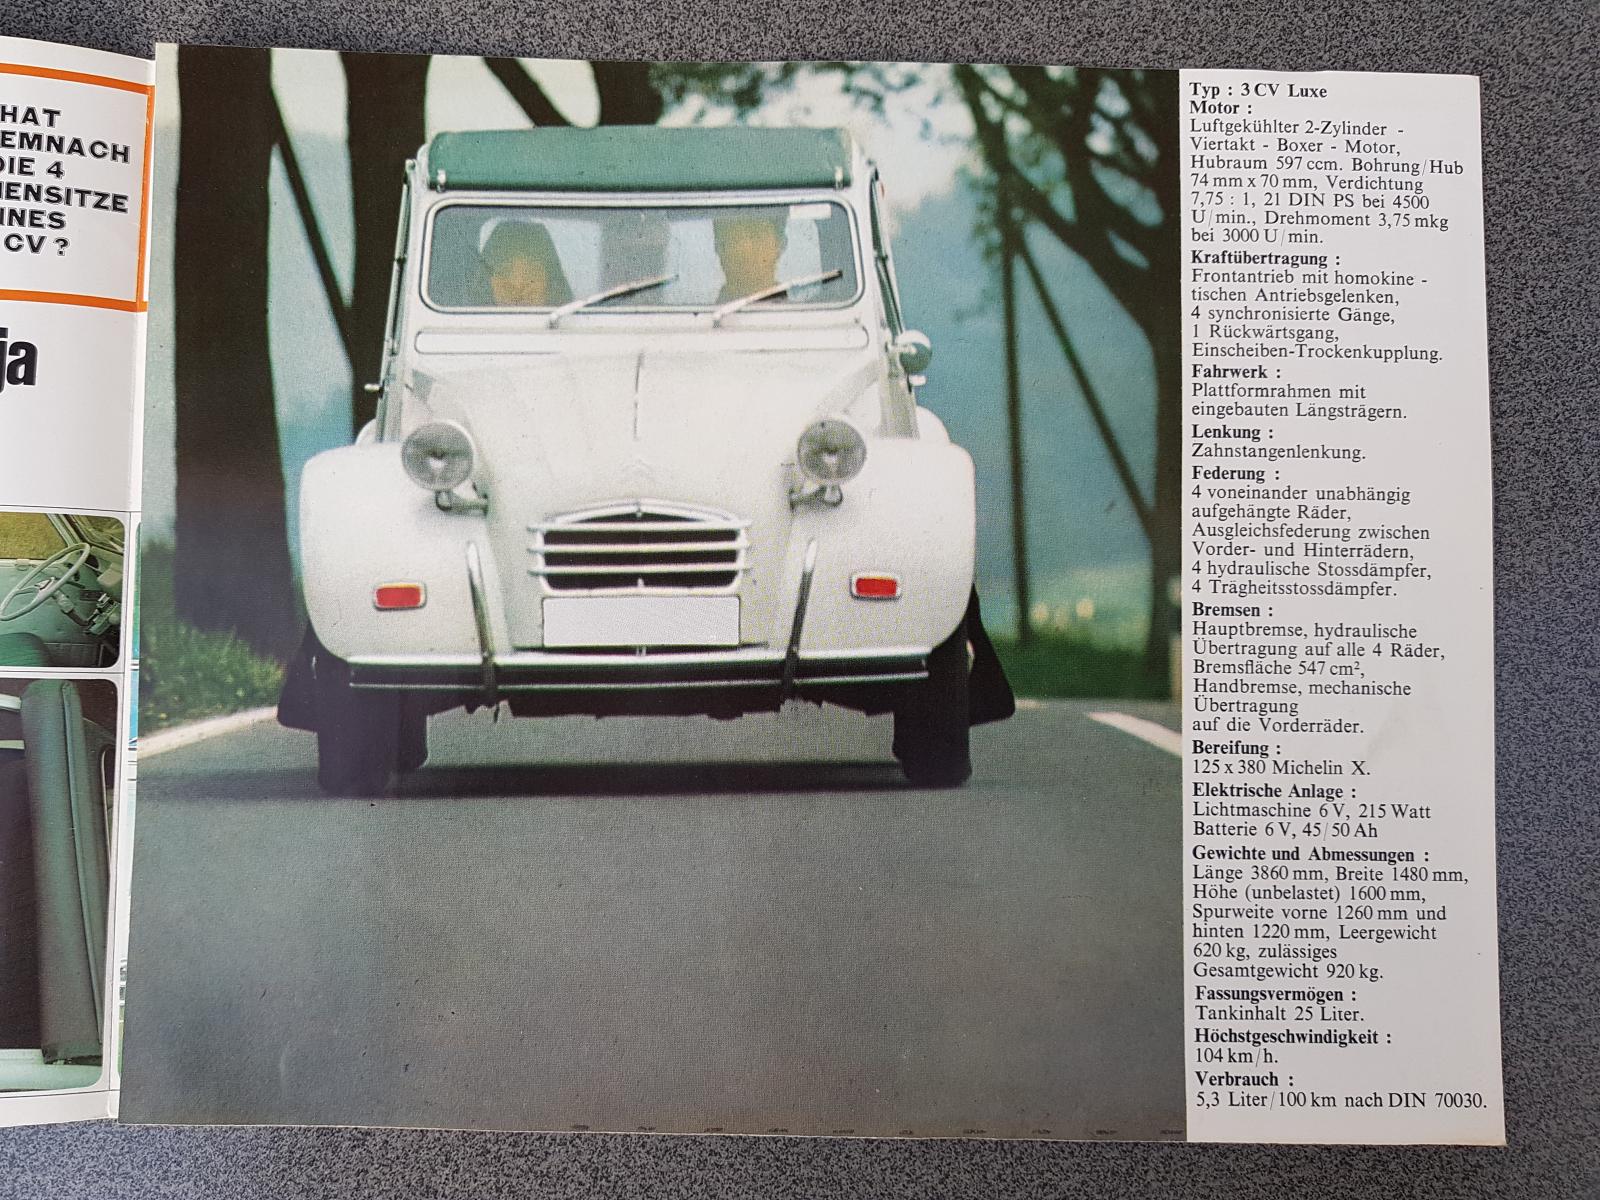 HAT
EMNACH
DIE 4
ENSITZE
INES
CV ?
ja
Typ : 3 CV Luxe
Motor :
Luftgekühlter 2-Zylinder -
Viertakt - Boxer - Motor,
Hubraum 597 ccm. Bohrung/Hub
74 mm x 70 mm, Verdichtung
7,75 : 1, 21 DIN PS bei 4500
U/min., Drehmoment 3,75 mkg
bei 3000 U/min.
Kraftübertragung :
Frontantrieb mit homokine -
tischen Antriebsgelenken,
4 synchronisierte Gänge,
1 Rückwärtsgang,
Einscheiben-Trockenkupplung.
Fahrwerk :
Plattformrahmen mit
eingebauten Längsträgern.
Lenkung :
Zahnstangenlenkung.
Federung :
4 voneinander unabhängig
aufgehängte Räder,
Ausgleichsfederung zwischen
Vorder- und Hinterrädern,
4 hydraulische Stossdämpfer,
4 Trägheitsstossdämpfer.
Bremsen :
Hauptbremse, hydraulische
Übertragung auf alle 4 Räder,
Bremsfläche 547 cm²,
Handbremse, mechanische
Übertragung
auf die Vorderräder.
Bereifung :
125 x 380 Michelin X.
Elektrische Anlage :
Lichtmaschine 6 V, 215 Watt
Batterie 6 V, 45/50 Ah
Gewichte und Abmessungen :
Länge 3860 mm, Breite 1480 mm,
Höhe (unbelastet) 1600 mm,
Spurweite vorne 1260 mm und
hinten 1220 mm, Leergewicht
620 kg, zulässiges
Gesamtgewicht 920 kg.
Fassungsvermögen :
Tankinhalt 25 Liter.
Höchstgeschwindigkeit :
104 km/h.
Verbrauch :
5,3 Liter/100 km nach DIN 70030.